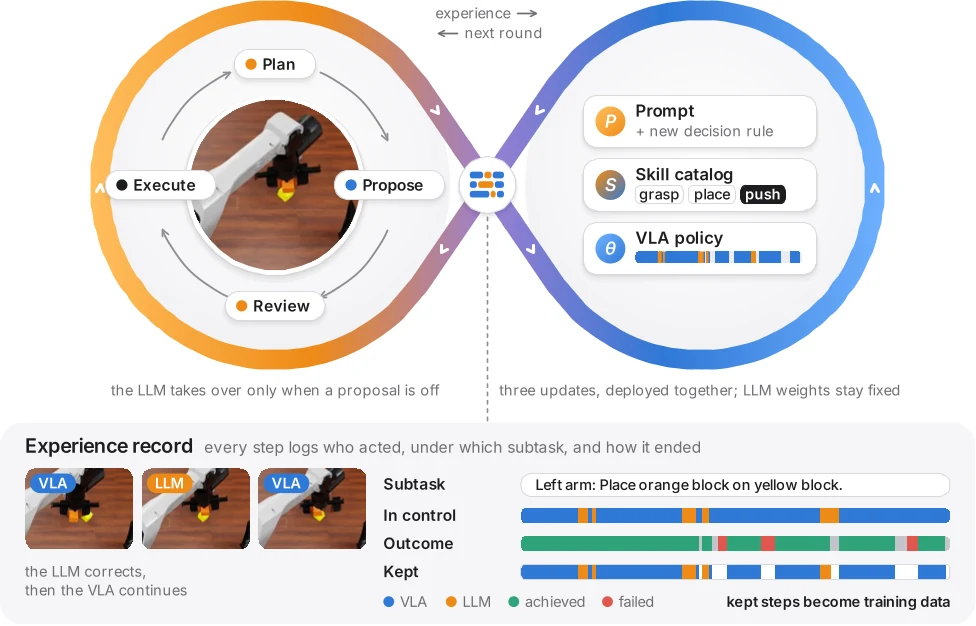 experience →
← next round
Plan
Execute
Propose
Review
P
Prompt
+ new decision rule
S
Skill catalog
grasp place push
θ
VLA policy
the LLM takes over only when a proposal is off
three updates, deployed together; LLM weights stay fixed
Experience record every step logs who acted, under which subtask, and how it ended
VLA LLM VLA
the LLM corrects,
then the VLA continues
Subtask Left arm: Place orange block on yellow block.
In control
Outcome
Kept
VLA LLM achieved failed kept steps become training data